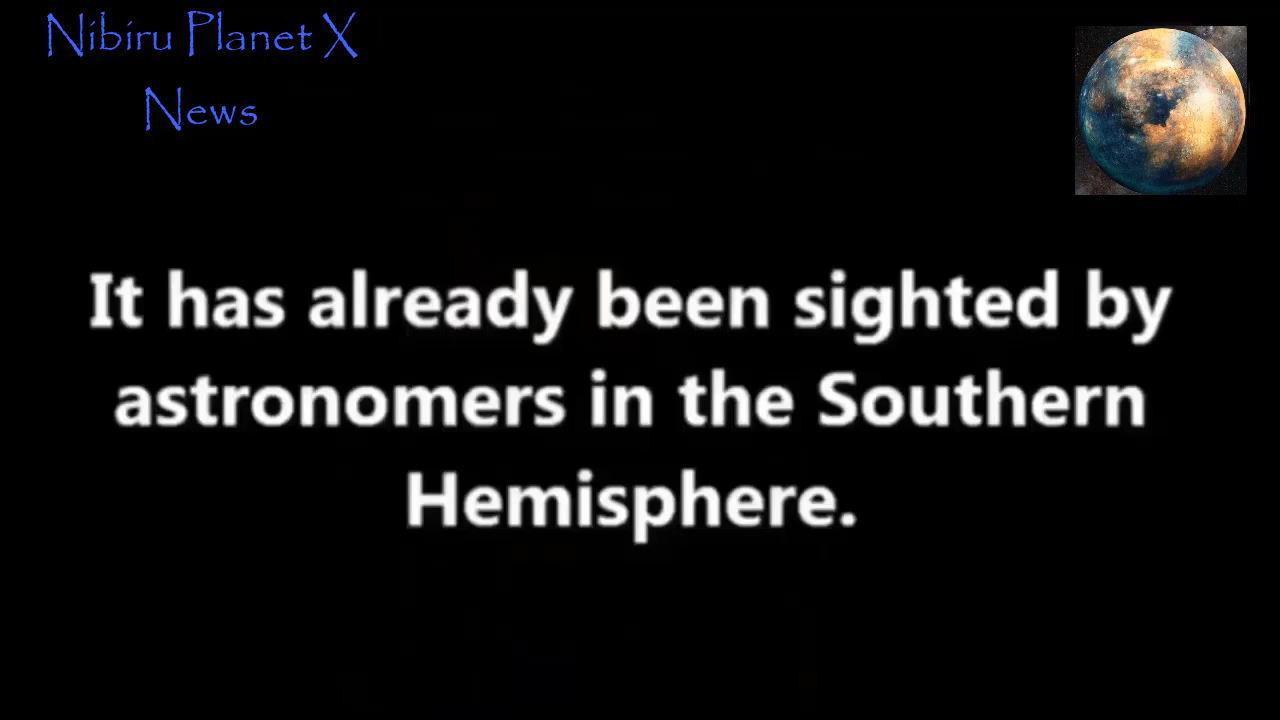 Nibiru Planet X
News
It has already been sighted by
astronomers in the Southern
Hemisphere.